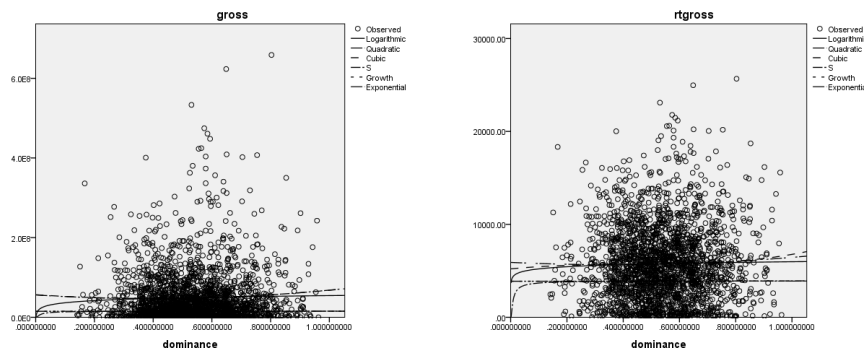 gross
6.0E8
4.0E8
2.0E8
0.0E0
.000000000
.200000000
.400000000
.600000000
.800000000
1.000000000
dominance
Observed
Logarithmic
Quadratic
Cubic
S
Growth
Exponential
rtgross
30000.00
20000.00
10000.00
.00
.000000000
.200000000
.400000000
.600000000
.800000000
1.000000000
dominance
Observed
Logarithmi
Quadratic
Cubic
S
Growth
Exponentia